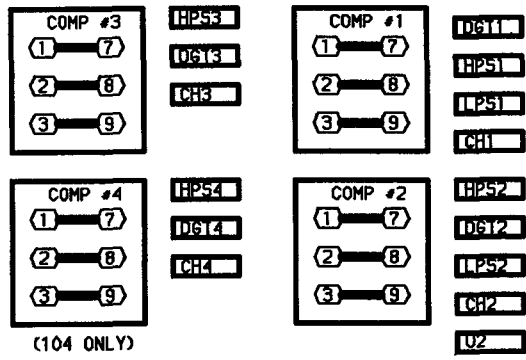 COMP #3
1 7
2 8
3 9
HPS3
DGT3
CH3
COMP #1
1 7
2 8
3 9
DGT1
HPS1
LPS1
CH1
COMP #4
1 7
2 8
3 9
(104 ONLY)
HPS4
DGT4
CH4
COMP #2
1 7
2 8
3 9
HPS2
DGT2
LPS2
CH2
U2